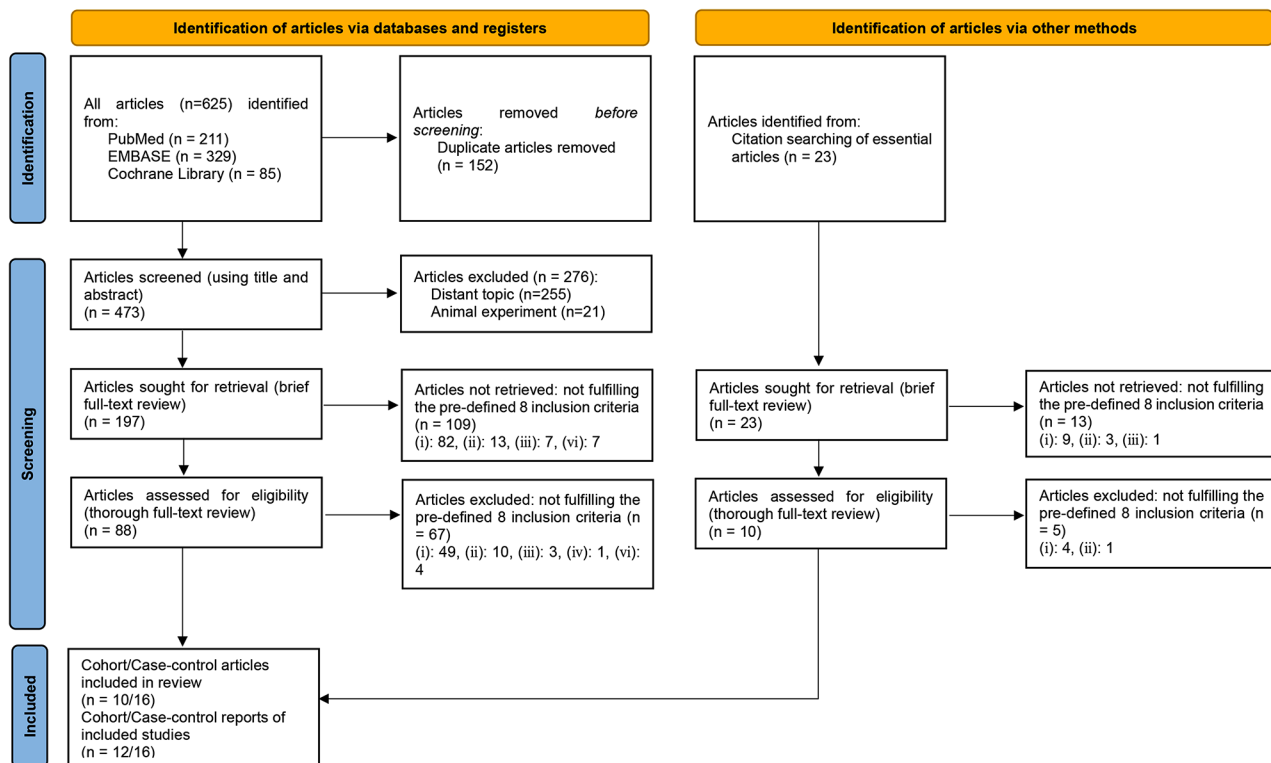 Identification of articles via databases and registers
Identification of articles via other methods
Identification
All articles (n=625) identified
from:
PubMed (n = 211)
EMBASE (n = 329)
Cochrane Library (n = 85)
Articles removed before
screening:
Duplicate articles removed
(n = 152)
Articles identified from:
Citation searching of essential
articles (n = 23)
Screening
Articles screened (using title and
abstract)
(n = 473)
Articles excluded (n = 276):
Distant topic (n=255)
Animal experiment (n=21)
Articles sought for retrieval (brief
full-text review)
(n = 197)
Articles not retrieved: not fulfilling
the pre-defined 8 inclusion criteria
(n = 109)
(i): 82, (ii): 13, (iii): 7, (vi): 7
Articles sought for retrieval (brief
full-text review)
(n = 23)
Articles not retrieved: not fulfilling
the pre-defined 8 inclusion criteria
(n = 13)
(i): 9, (ii): 3, (iii): 1
Articles assessed for eligibility
(thorough full-text review)
(n = 88)
Articles excluded: not fulfilling the
pre-defined 8 inclusion criteria (n
= 67)
(i): 49, (ii): 10, (iii): 3, (iv): 1, (vi):
4
Articles assessed for eligibility
(thorough full-text review)
(n = 10)
Articles excluded: not fulfilling the
pre-defined 8 inclusion criteria (n
= 5)
(i): 4, (ii): 1
Included
Cohort/Case-control articles
included in review
(n = 10/16)
Cohort/Case-control reports of
included studies
(n = 12/16)